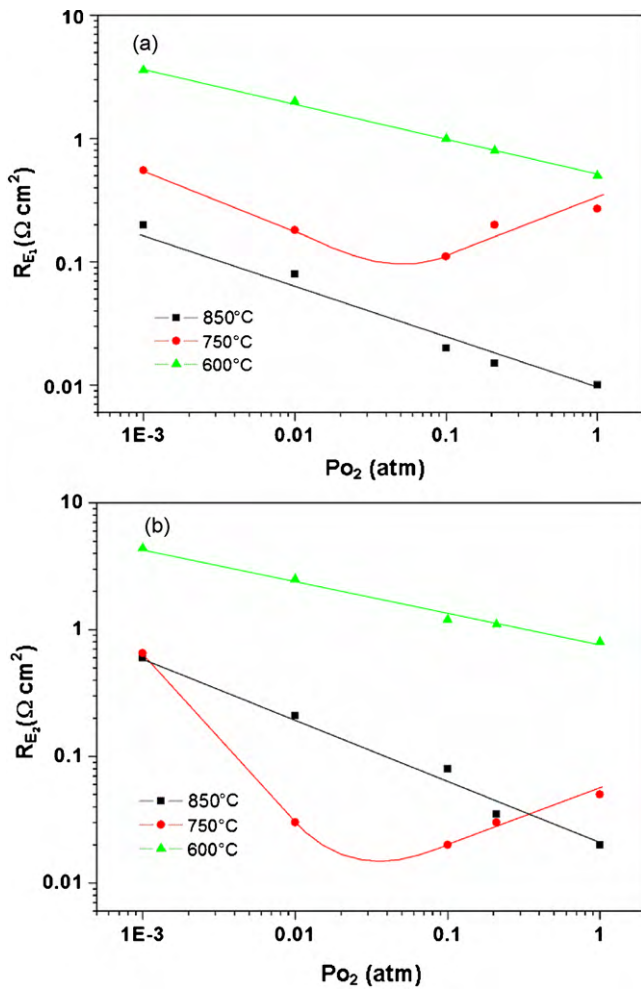 (a)
10
1
0.1
0.01
R_E₁(Ω cm²)
850°C
750°C
600°C
1E-3 0.01 0.1 1
Po₂ (atm)
(b)
10
1
0.1
0.01
R_E₂(Ω cm²)
850°C
750°C
600°C
1E-3 0.01 0.1 1
Po₂ (atm)